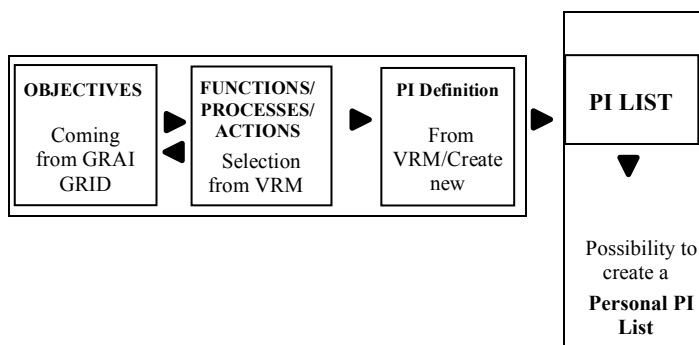 OBJECTIVES
Coming
from GRAI
GRID
FUNCTIONS/
PROCESSES/
ACTIONS
Selection
from VRM
PI Definition
From
VRM/Create
new
PI LIST
Possibility to
create a
Personal PI
List